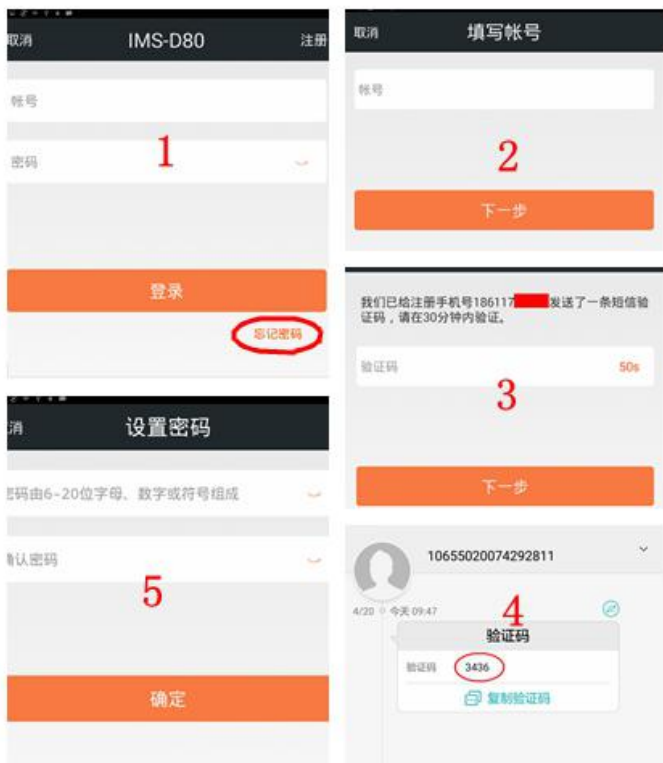 取消 IMS-D80 注册
帐号
密码
1
登录
忘记密码
取消 填写帐号
帐号
2
下一步
我们已给注册手机号186117 发送了一条短信验
证码，请在30分钟内验证。
验证码 50s
3
下一步
10655020074292811
4/20 今天 09:47
4
验证码
验证码 3436
复制验证码
消 设置密码
密码由6-20位字母、数字或符号组成
确认密码
5
确定